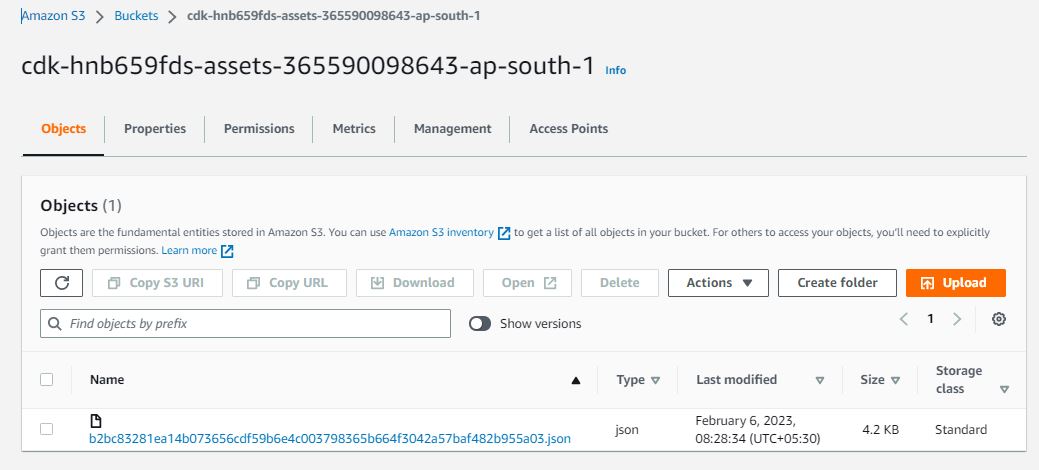 Amazon S3 > Buckets > cdk-hnb659fds-assets-365590098643-ap-south-1
cdk-hnb659fds-assets-365590098643-ap-south-1 Info
Objects Properties Permissions Metrics Management Access Points
Objects (1)
Objects are the fundamental entities stored in Amazon S3. You can use Amazon S3 inventory to get a list of all objects in your bucket. For others to access your objects, you'll need to explicitly
grant them permissions. Learn more
Copy S3 URI Copy URL Download Open Delete Actions Create folder Upload
Find objects by prefix Show versions 1
Name Type Last modified Size Storage class
b2bc83281ea14b073656cdf59b6e4c003798365b664f3042a57baf482b955a03.json json February 6, 2023, 08:28:34 (UTC+05:30) 4.2 KB Standard